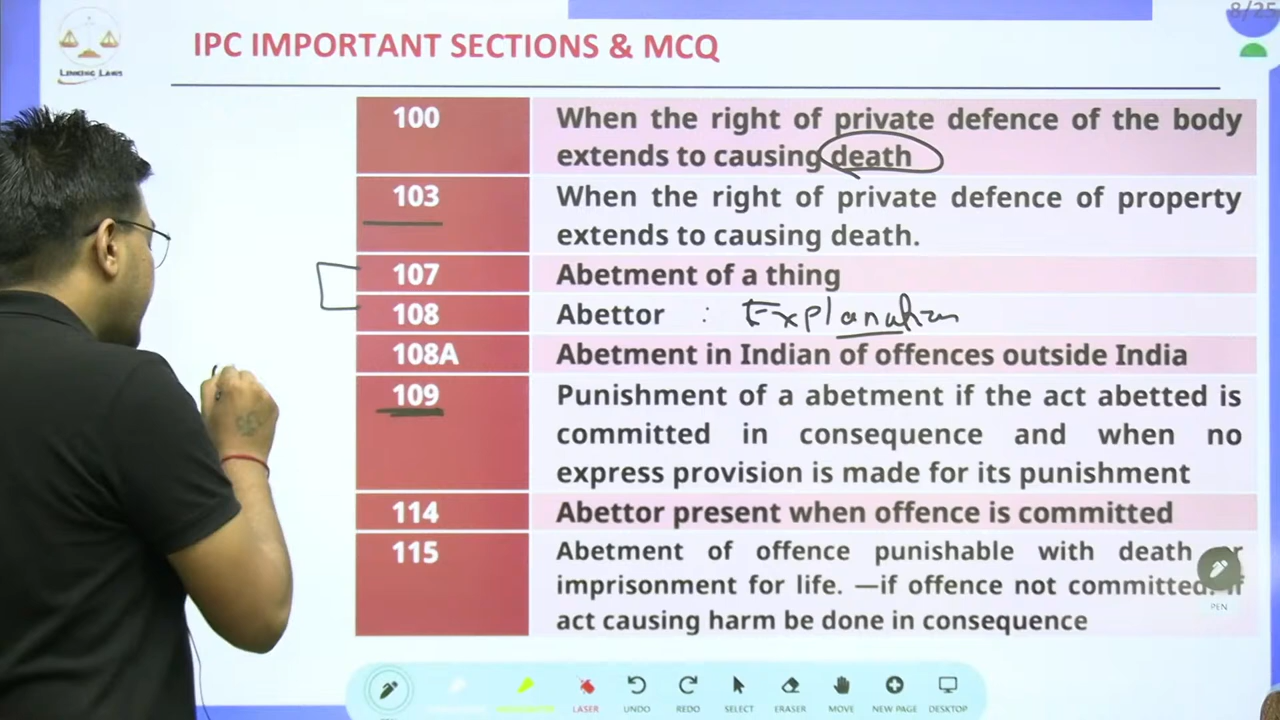 8/25
LINKING LAWS
IPC IMPORTANT SECTIONS & MCQ
100 When the right of private defence of the body
extends to causing death
103 When the right of private defence of property
extends to causing death.
107 Abetment of a thing
108 Abettor : Explanation
108A Abetment in Indian of offences outside India
109 Punishment of a abetment if the act abetted is
committed in consequence and when no
express provision is made for its punishment
114 Abettor present when offence is committed
115 Abetment of offence punishable with death
imprisonment for life. —if offence not committed.
act causing harm be done in consequence
PEN
LASER UNDO REDO SELECT ERASER MOVE NEW PAGE DESKTOP